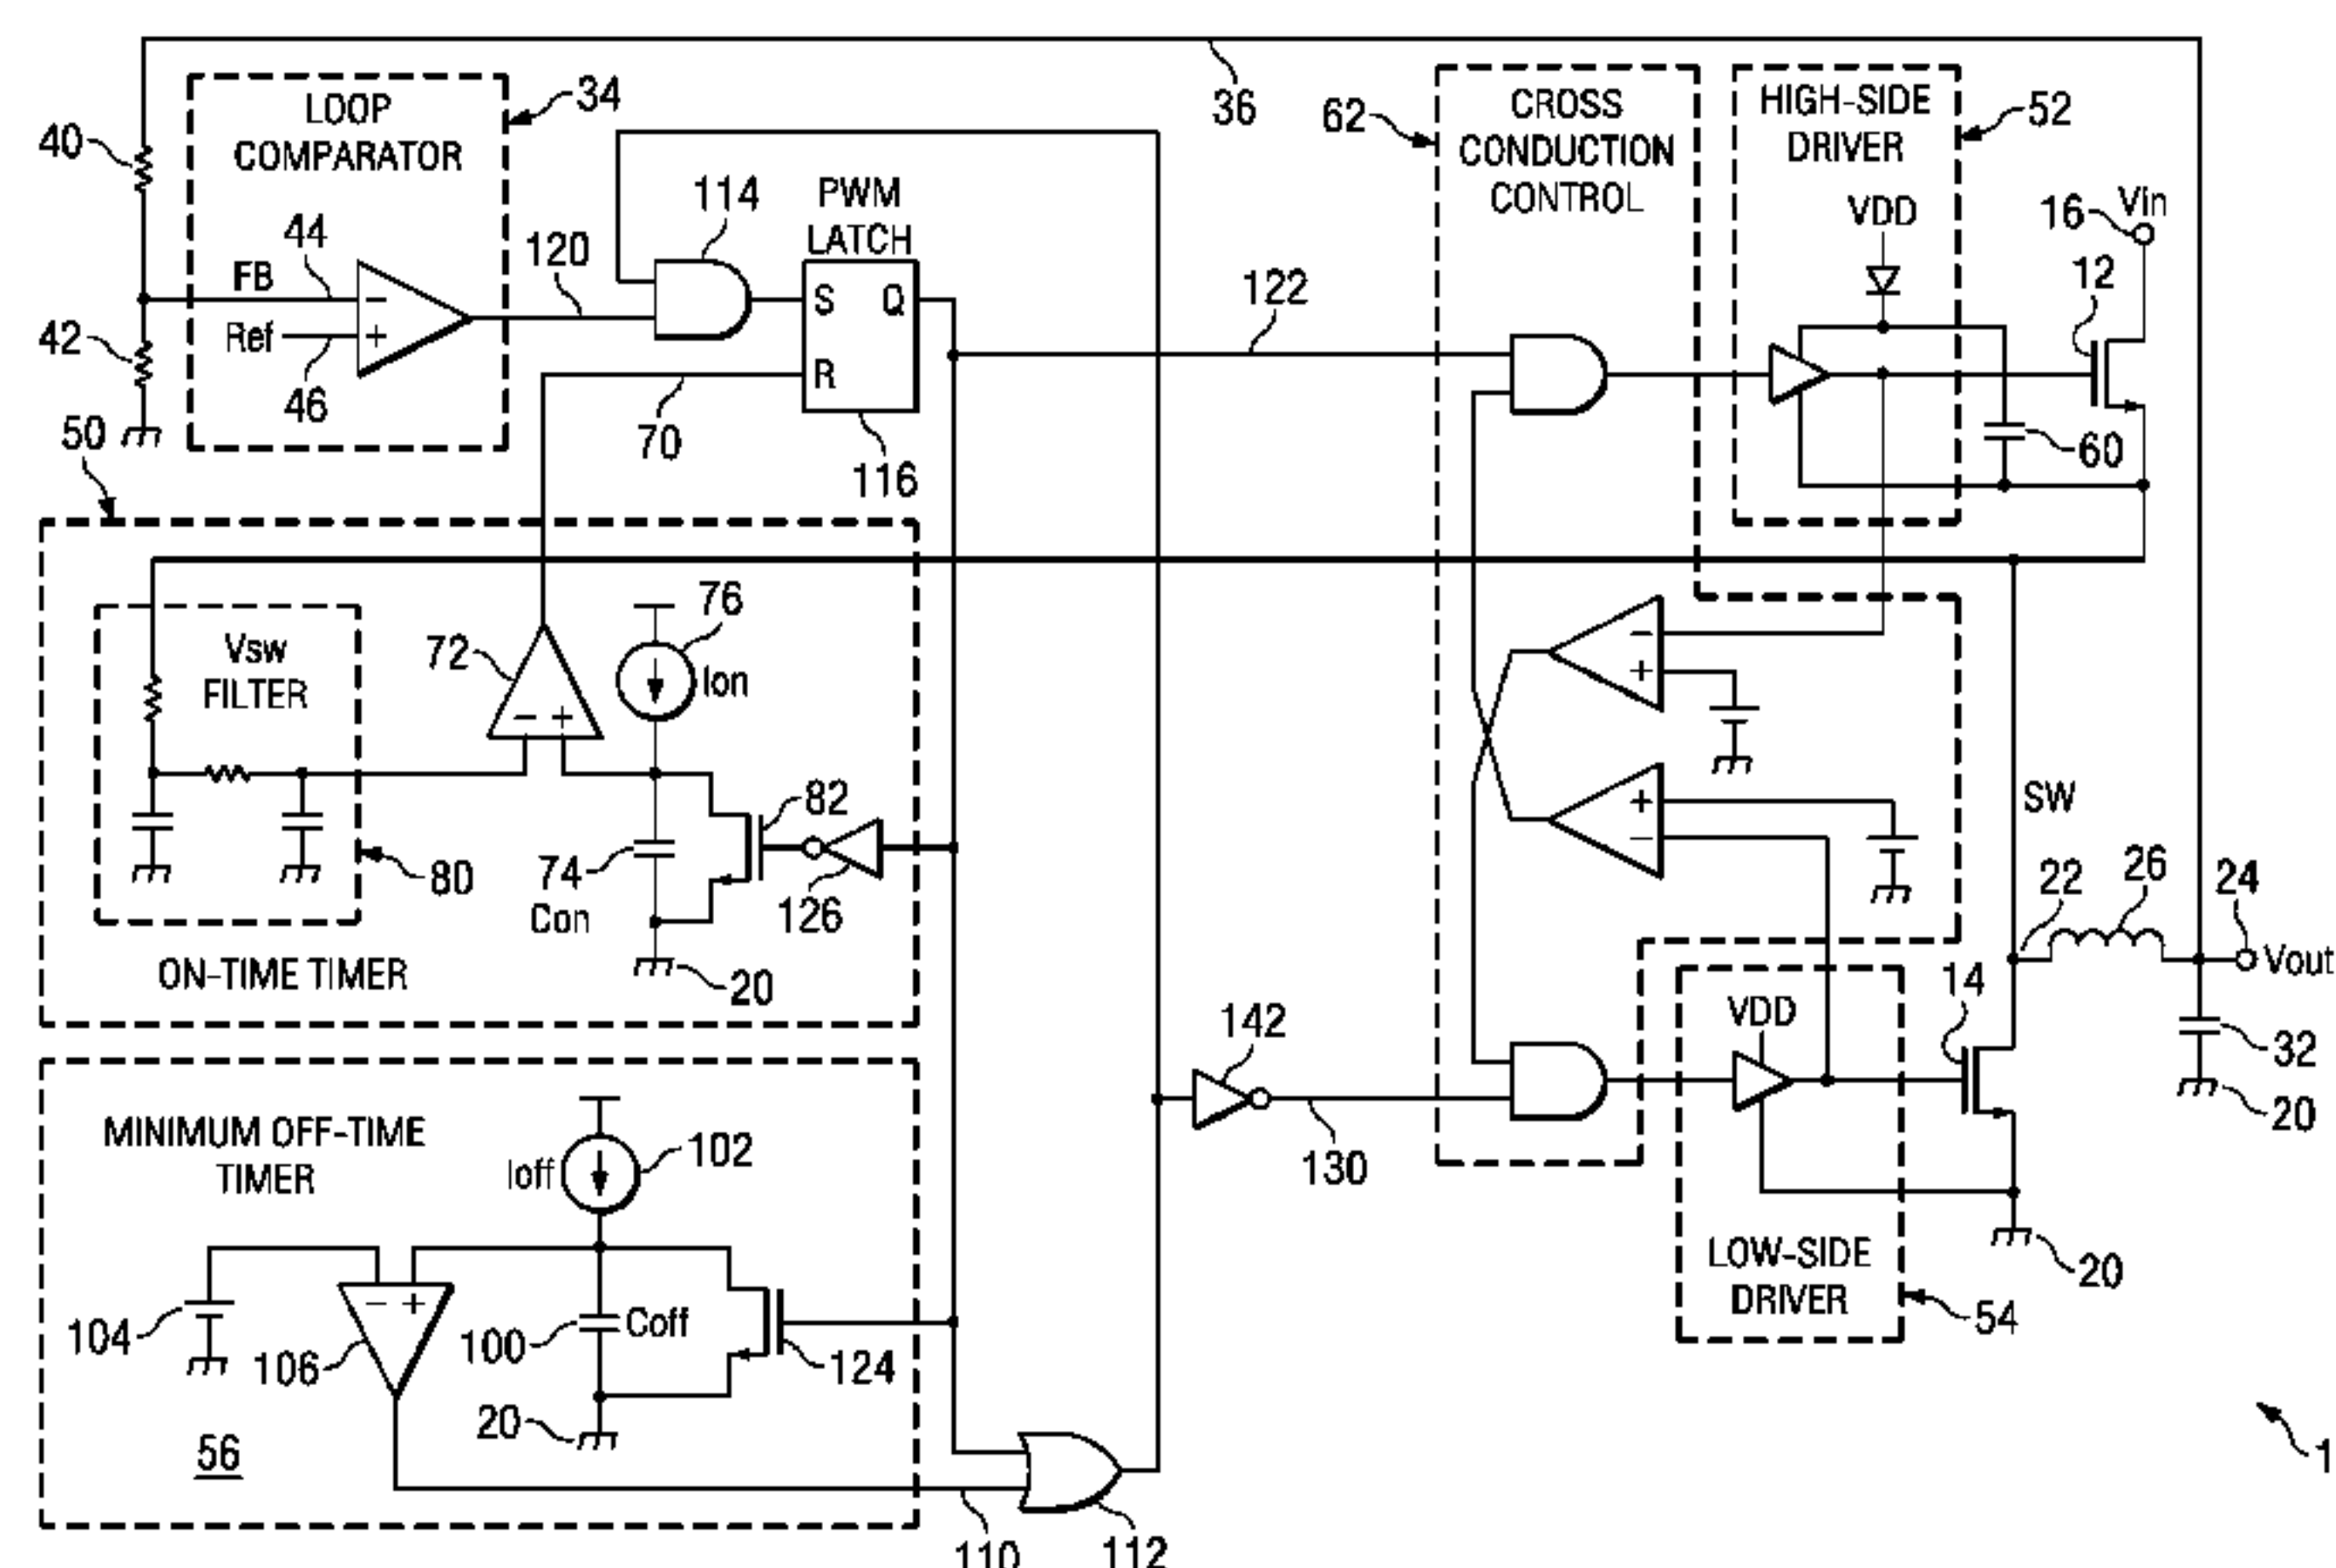 36
LOOP
COMPARATOR
34
40
42
44
FB
Ref
46
120
114
PWM
LATCH
S
Q
R
70
116
122
62
CROSS
CONDUCTION
CONTROL
HIGH-SIDE
DRIVER
52
VDD
16
Vin
12
60
50
Vsw
FILTER
72
- +
76
Ion
82
74
Con
126
80
20
ON-TIME TIMER
-
+
+
-
SW
22
26
24
Vout
32
20
14
VDD
142
130
LOW-SIDE
DRIVER
54
20
MINIMUM OFF-TIME
TIMER
Ioff
102
- +
104
106
100
Coff
124
20
56
110
112
1